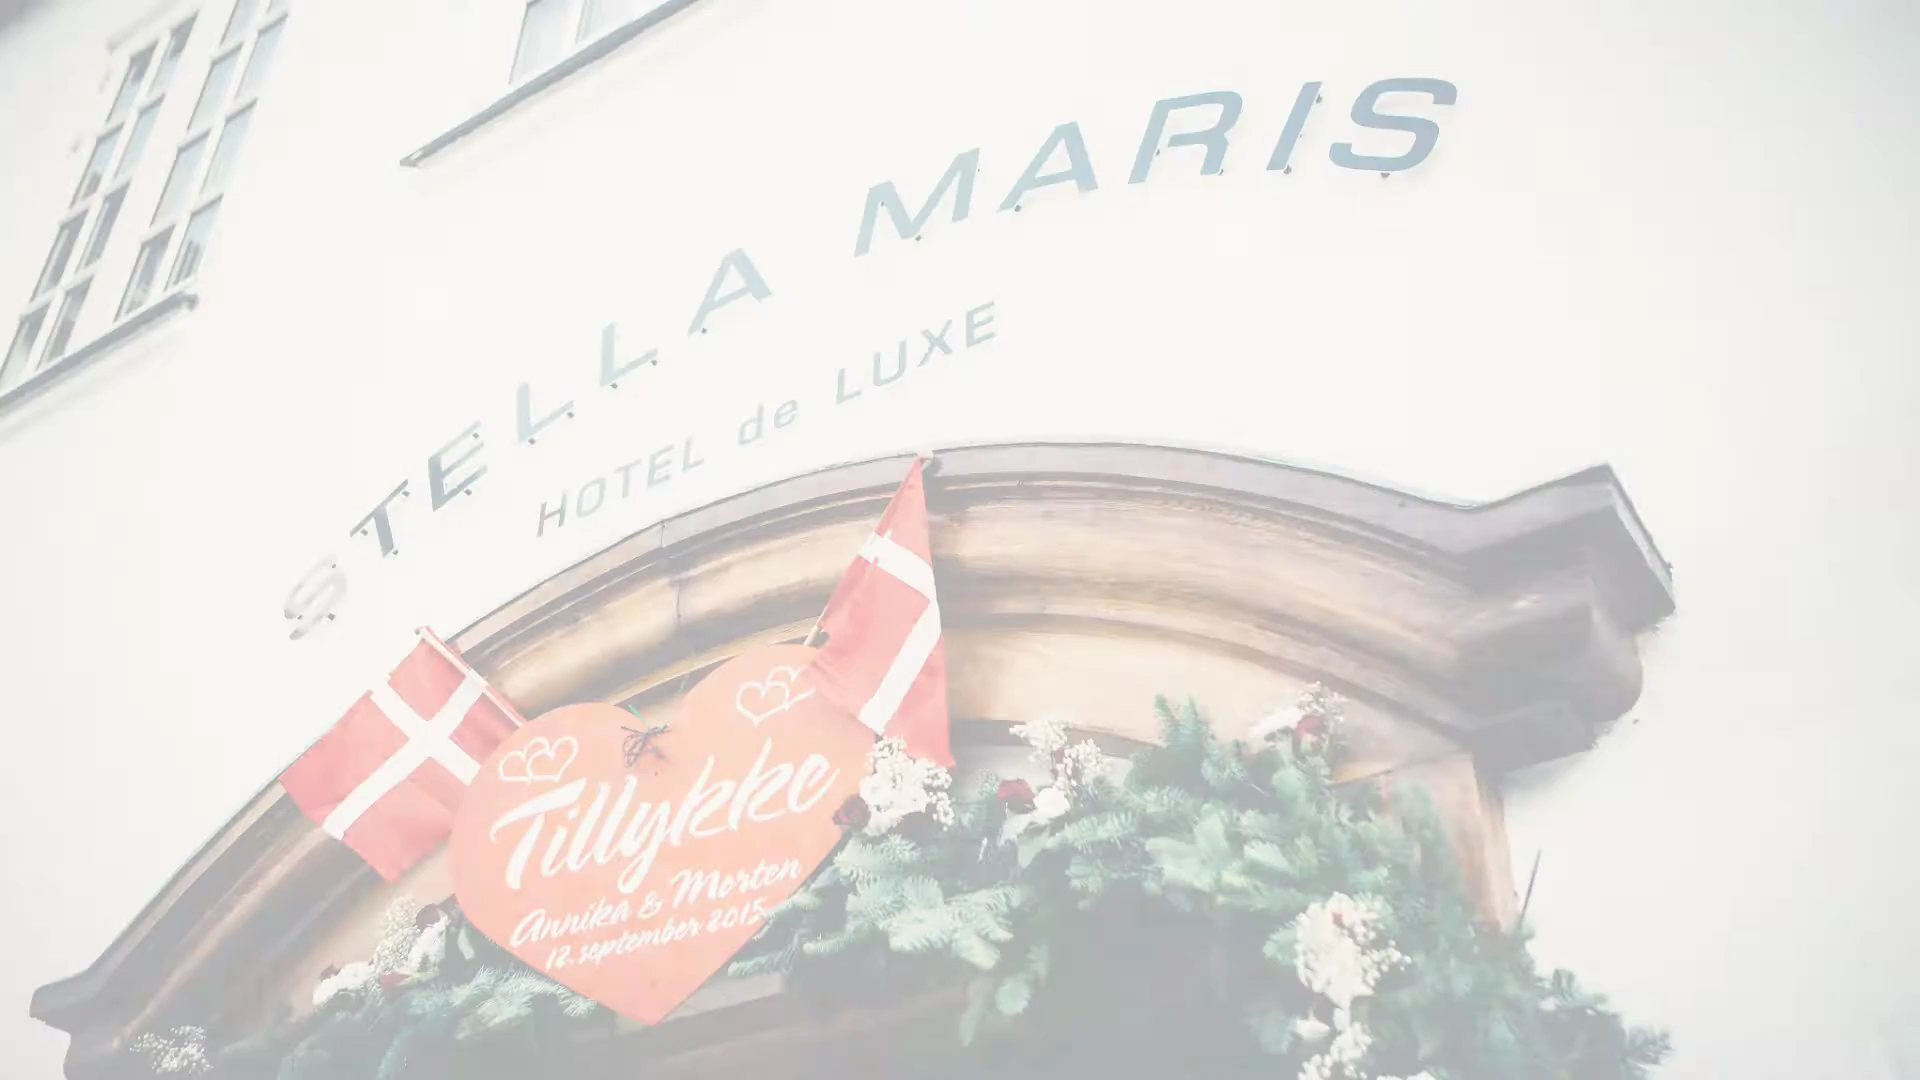 STELLA MARIS
HOTEL de LUXE
Tillykke
Annika & Morten
12. september 2015